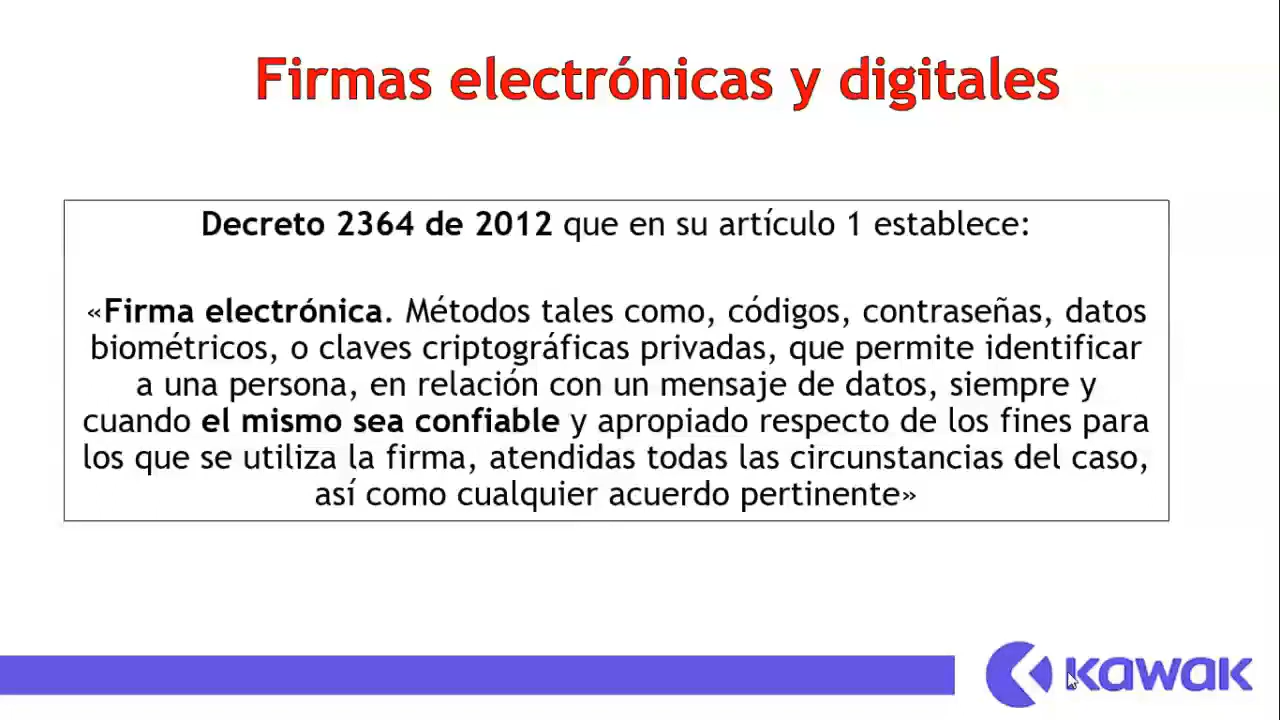 Firmas electrónicas y digitales
Decreto 2364 de 2012 que en su artículo 1 establece:
«Firma electrónica. Métodos tales como, códigos, contraseñas, datos
biométricos, o claves criptográficas privadas, que permite identificar
a una persona, en relación con un mensaje de datos, siempre y
cuando el mismo sea confiable y apropiado respecto de los fines para
los que se utiliza la firma, atendidas todas las circunstancias del caso,
así como cualquier acuerdo pertinente»
KAWAK